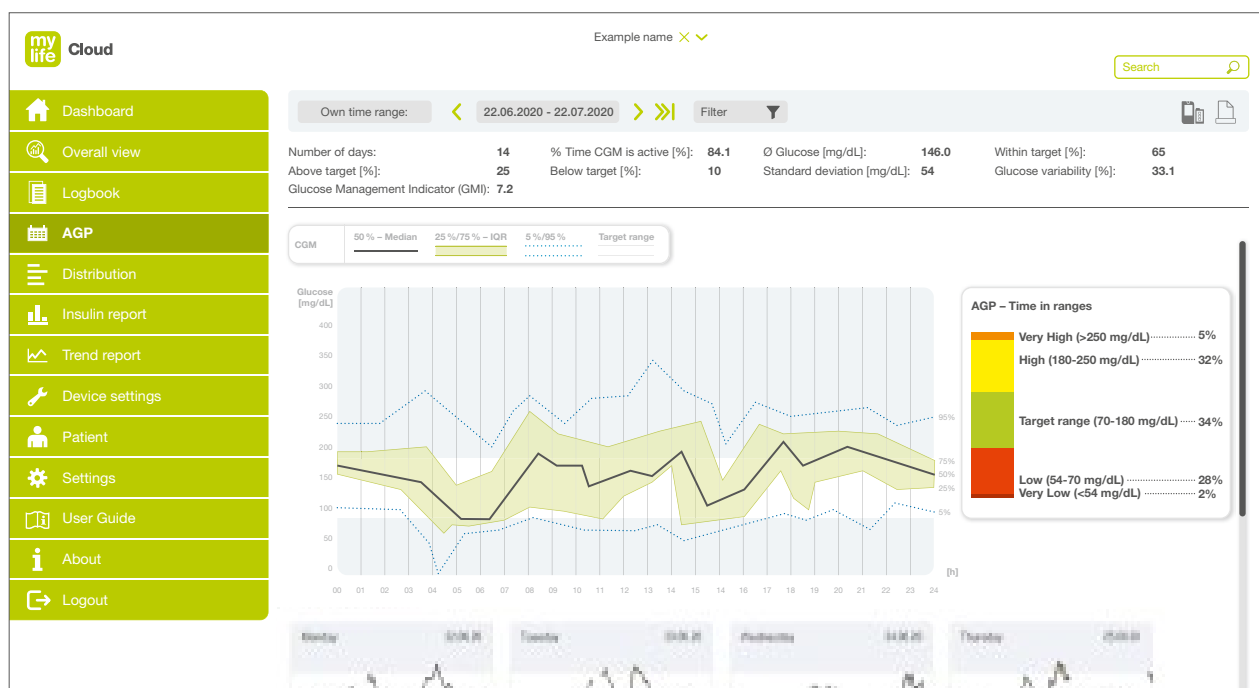 my life Cloud
Example name
Search
Dashboard
Overall view
Logbook
AGP
Distribution
Insulin report
Trend report
Device settings
Patient
Settings
User Guide
About
Logout
Own time range: 22.06.2020 - 22.07.2020 Filter
Number of days: 14 % Time CGM is active [%]: 84.1 Ø Glucose [mg/dL]: 146.0 Within target [%]: 65
Above target [%]: 25 Below target [%]: 10 Standard deviation [mg/dL]: 54 Glucose variability [%]: 33.1
Glucose Management Indicator (GMI): 7.2
CGM 50 % – Median 25 %/75 % – IQR 5 %/95 % Target range
Glucose
[mg/dL]
400
350
300
250
200
150
100
50
0
95%
75%
50%
25%
5%
[h]
00 01 02 03 04 05 06 07 08 09 10 11 12 13 14 15 14 15 16 17 18 19 20 21 22 23 24
AGP – Time in ranges
Very High (>250 mg/dL) 5%
High (180-250 mg/dL) 32%
Target range (70-180 mg/dL) 34%
Low (54-70 mg/dL) 28%
Very Low (<54 mg/dL) 2%
Monday
Tuesday
Wednesday
Thursday